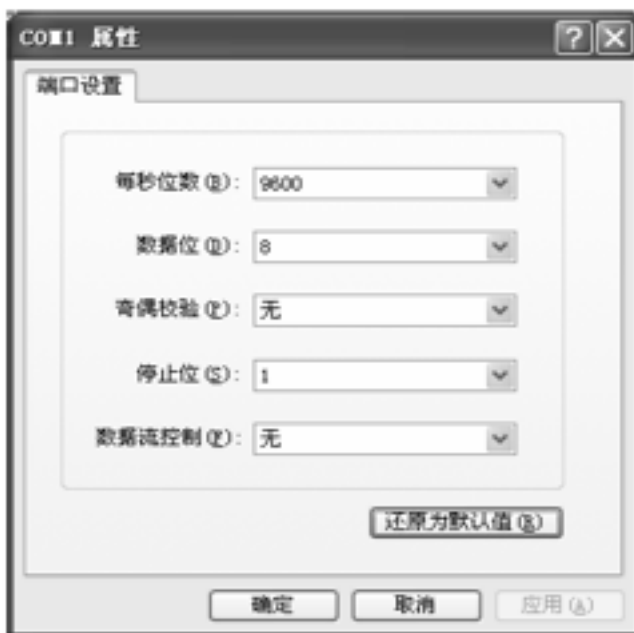 COM1 属性
端口设置
每秒位数(B): 9600
数据位(D): 8
奇偶校验(P): 无
停止位(S): 1
数据流控制(F): 无
还原为默认值(R)
确定 取消 应用(A)